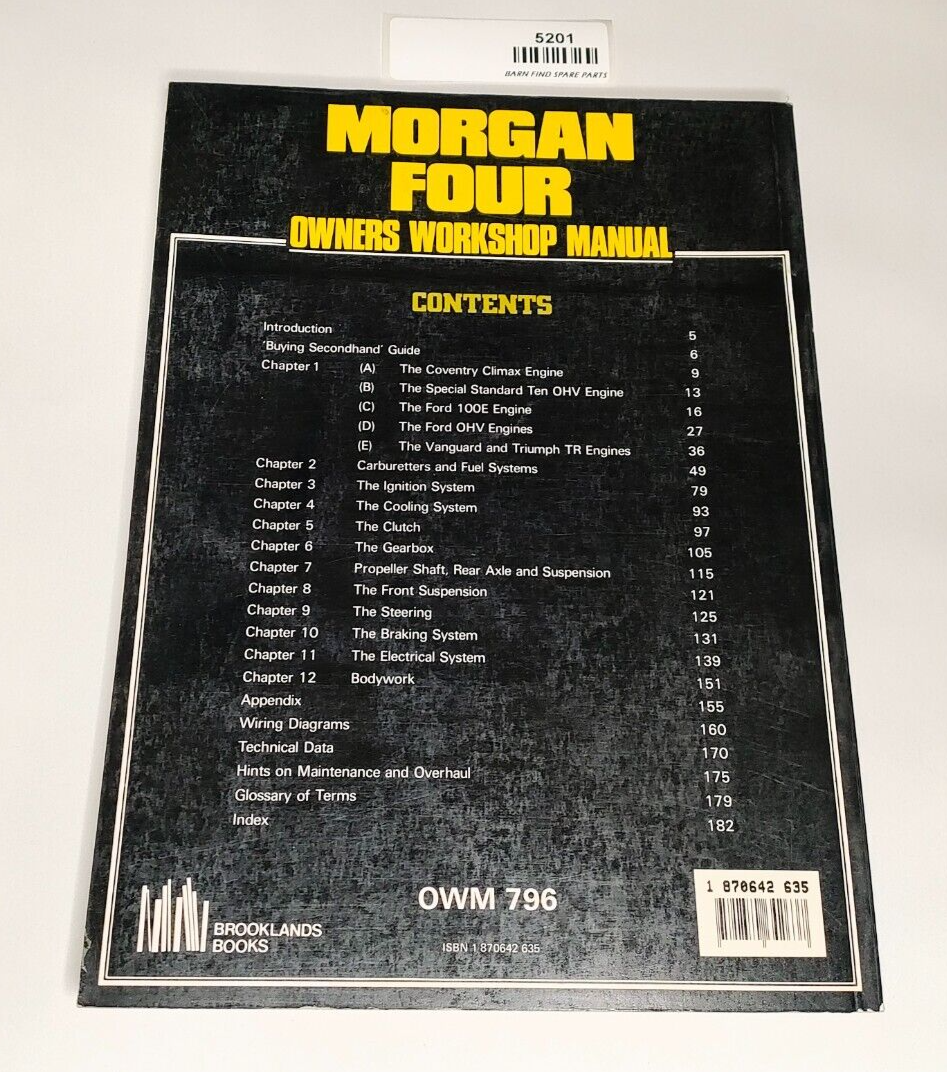 5201
BARN FIND SPARE PARTS
MORGAN
FOUR
OWNERS WORKSHOP MANUAL
CONTENTS
Introduction 5
'Buying Secondhand' Guide 6
Chapter 1 (A) The Coventry Climax Engine 9
(B) The Special Standard Ten OHV Engine 13
(C) The Ford 100E Engine 16
(D) The Ford OHV Engines 27
(E) The Vanguard and Triumph TR Engines 36
Chapter 2 Carburetters and Fuel Systems 49
Chapter 3 The Ignition System 79
Chapter 4 The Cooling System 93
Chapter 5 The Clutch 97
Chapter 6 The Gearbox 105
Chapter 7 Propeller Shaft, Rear Axle and Suspension 115
Chapter 8 The Front Suspension 121
Chapter 9 The Steering 125
Chapter 10 The Braking System 131
Chapter 11 The Electrical System 139
Chapter 12 Bodywork 151
Appendix 155
Wiring Diagrams 160
Technical Data 170
Hints on Maintenance and Overhaul 175
Glossary of Terms 179
Index 182
BROOKLANDS
BOOKS
OWM 796
ISBN 1 870642 635
1 870642 635